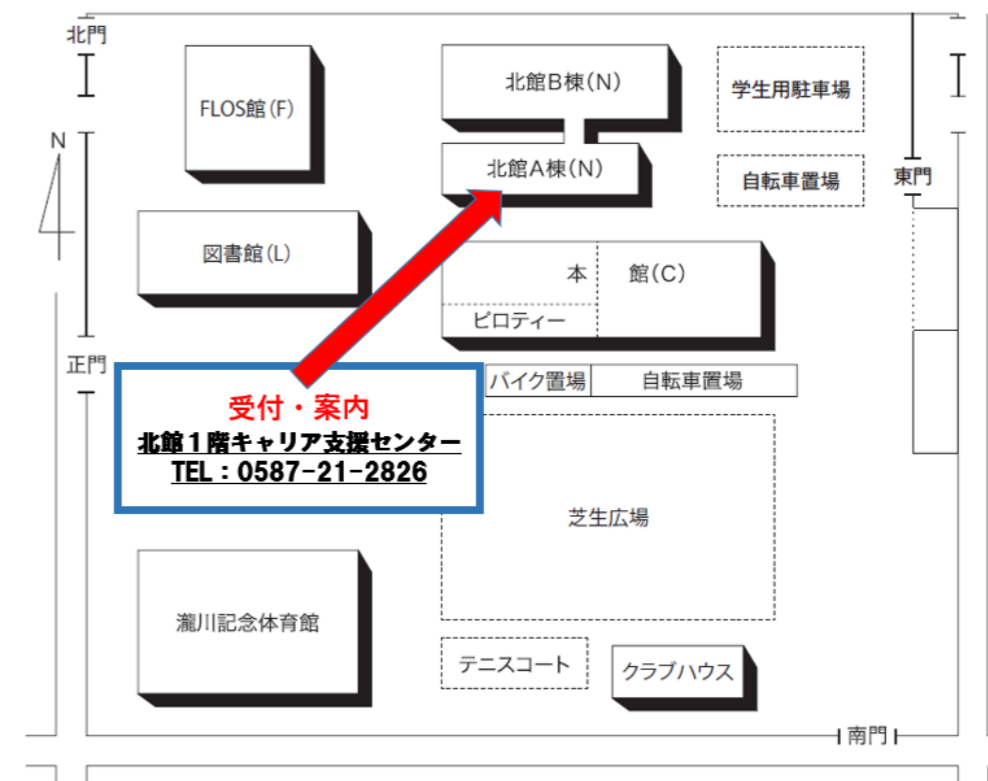 北門
FLOS館(F)
北館B棟(N)
学生用駐車場
N
北館A棟(N)
自転車置場
東門
図書館(L)
本館(C)
ピロティー
正門
バイク置場
自転車置場
受付・案内
北館1階キャリア支援センター
TEL:0587-21-2826
芝生広場
瀧川記念体育館
テニスコート
クラブハウス
南門